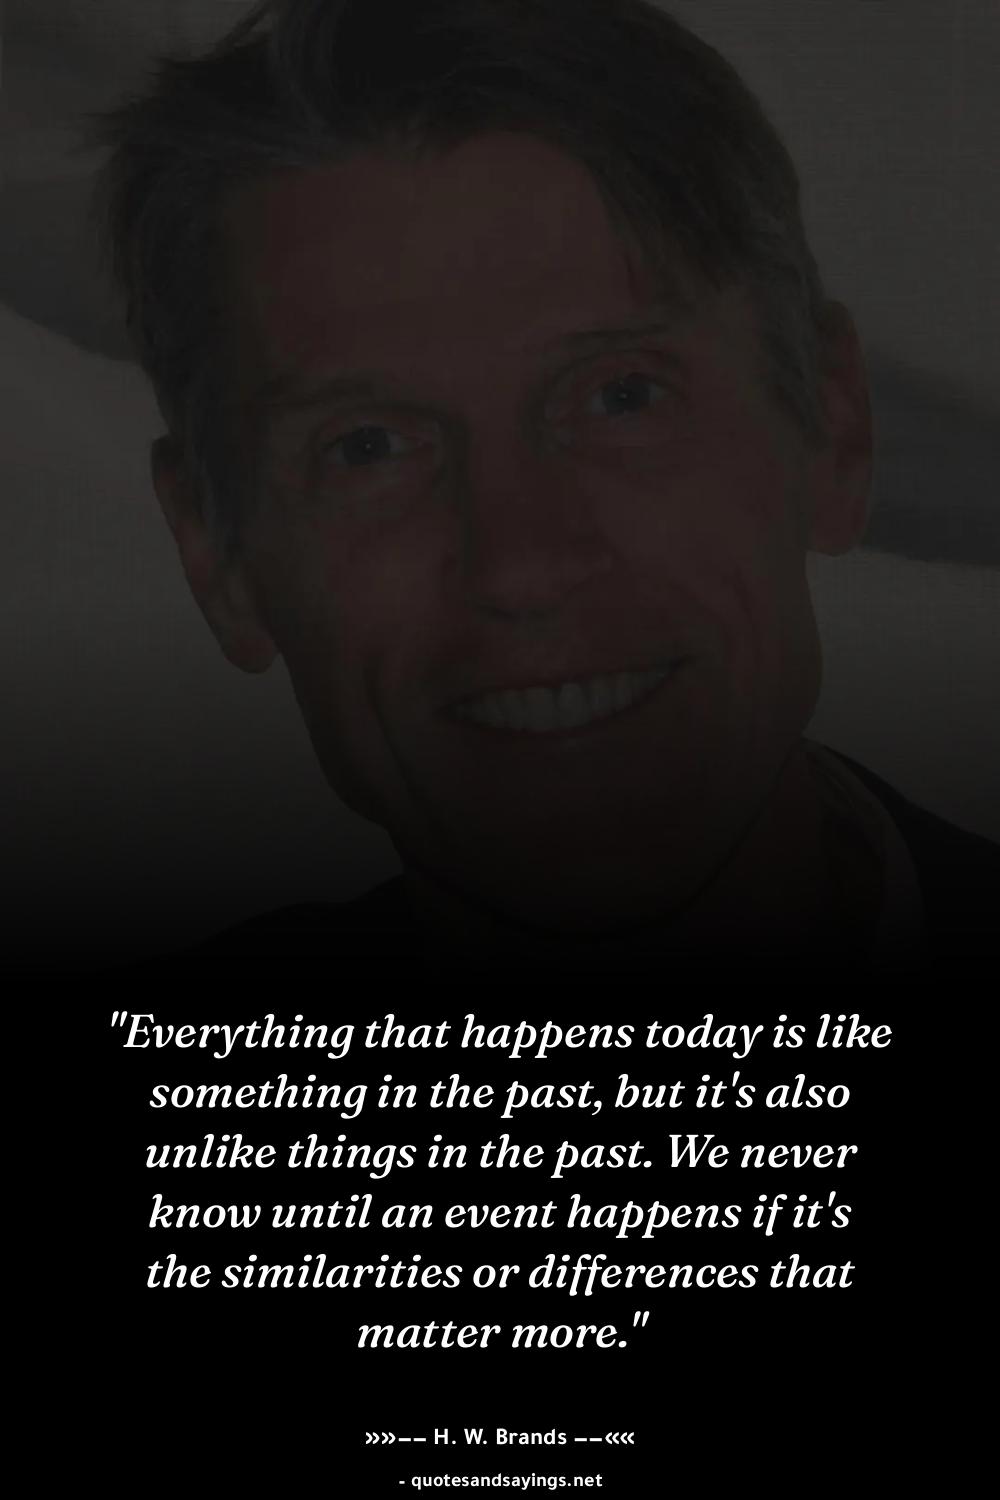 "Everything that happens today is like
something in the past, but it's also
unlike things in the past. We never
know until an event happens if it's
the similarities or differences that
matter more."
»»−− H. W. Brands −−««
- quotesandsayings.net